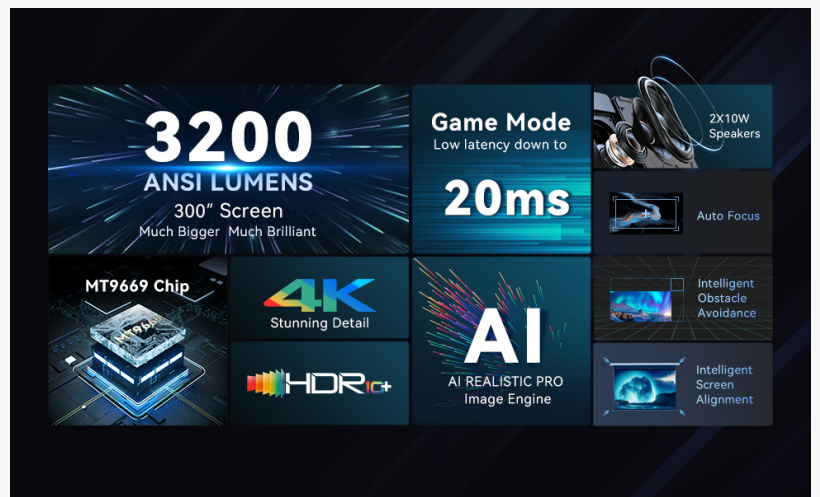 3200
ANSI LUMENS
300" Screen
Much Bigger Much Brilliant
Game Mode
Low latency down to
20ms
2X10W
Speakers
Auto Focus
MT9669 Chip
4K
Stunning Detail
HDR10+
AI
AI REALISTIC PRO
Image Engine
Intelligent
Obstacle
Avoidance
Intelligent
Screen
Alignment